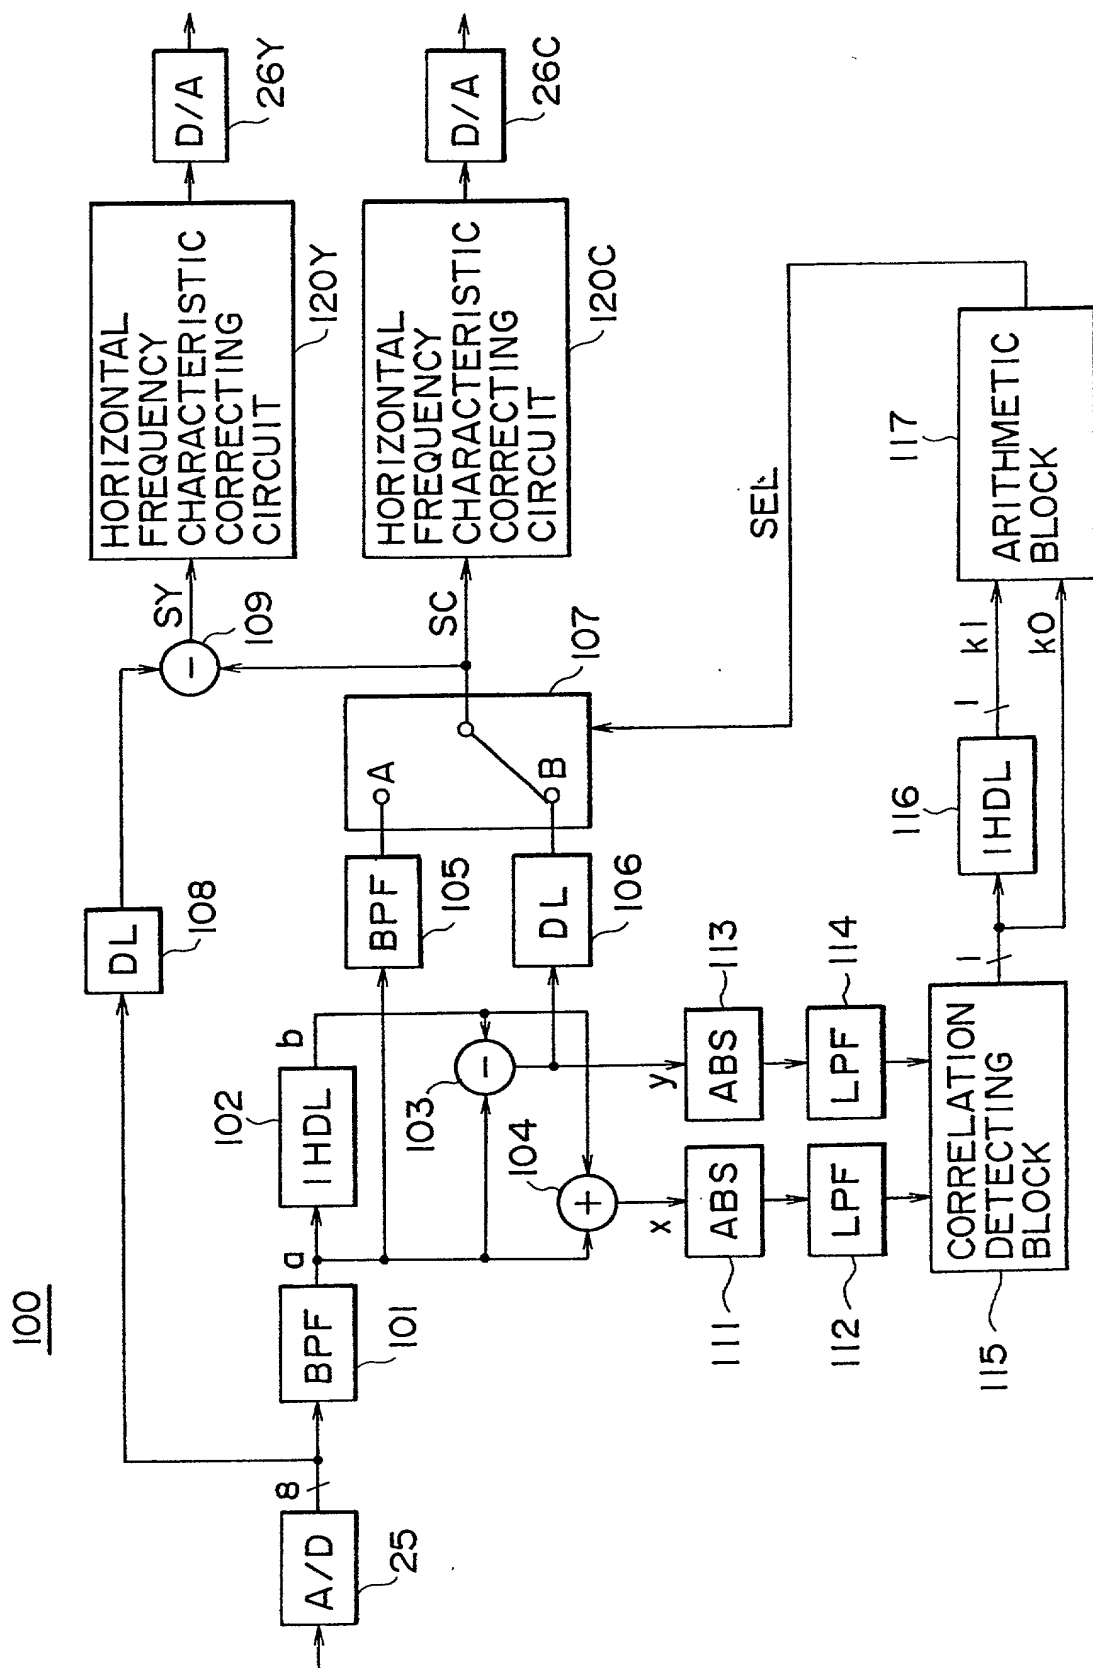 100
A/D
25
8
BPF
101
a
1HDL
102
b
DL
108
-
103
+
104
BPF
105
DL
106
A
B
107
-
109
SY
SC
HORIZONTAL
FREQUENCY
CHARACTERISTIC
CORRECTING
CIRCUIT
120Y
D/A
26Y
HORIZONTAL
FREQUENCY
CHARACTERISTIC
CORRECTING
CIRCUIT
120C
D/A
26C
x
y
ABS
111
ABS
113
LPF
112
LPF
114
CORRELATION
DETECTING
BLOCK
115
1
1HDL
116
1
k1
k0
ARITHMETIC
BLOCK
117
SEL